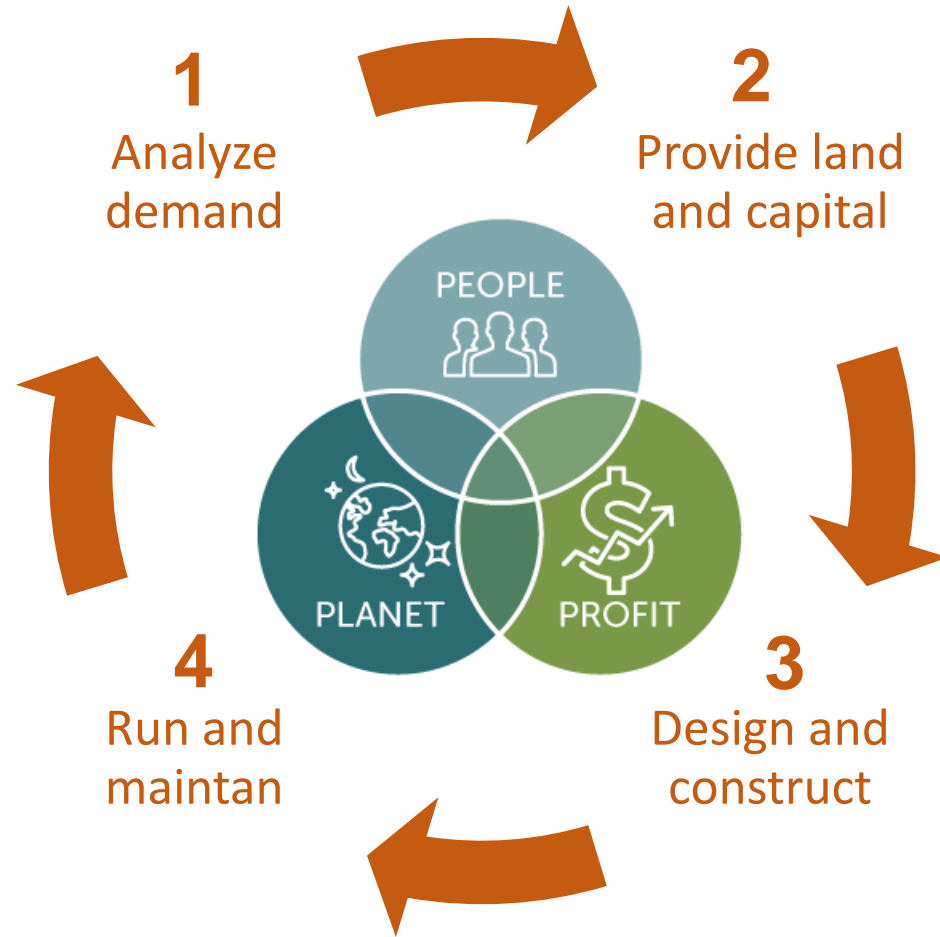 1
Analyze
demand
2
Provide land
and capital
PEOPLE
PLANET
PROFIT
3
Design and
construct
4
Run and
maintan